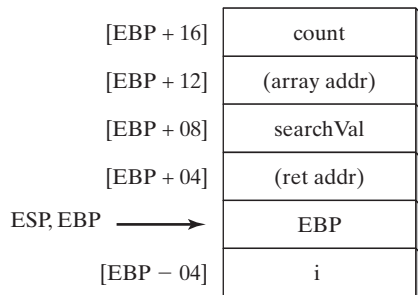 [EBP + 16] count
[EBP + 12] (array addr)
[EBP + 08] searchVal
[EBP + 04] (ret addr)
ESP, EBP EBP
[EBP − 04] i